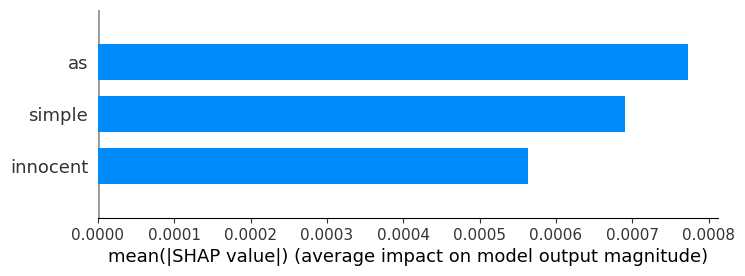 as
simple
innocent
0.0000 0.0001 0.0002 0.0003 0.0004 0.0005 0.0006 0.0007 0.0008
mean(|SHAP value|) (average impact on model output magnitude)